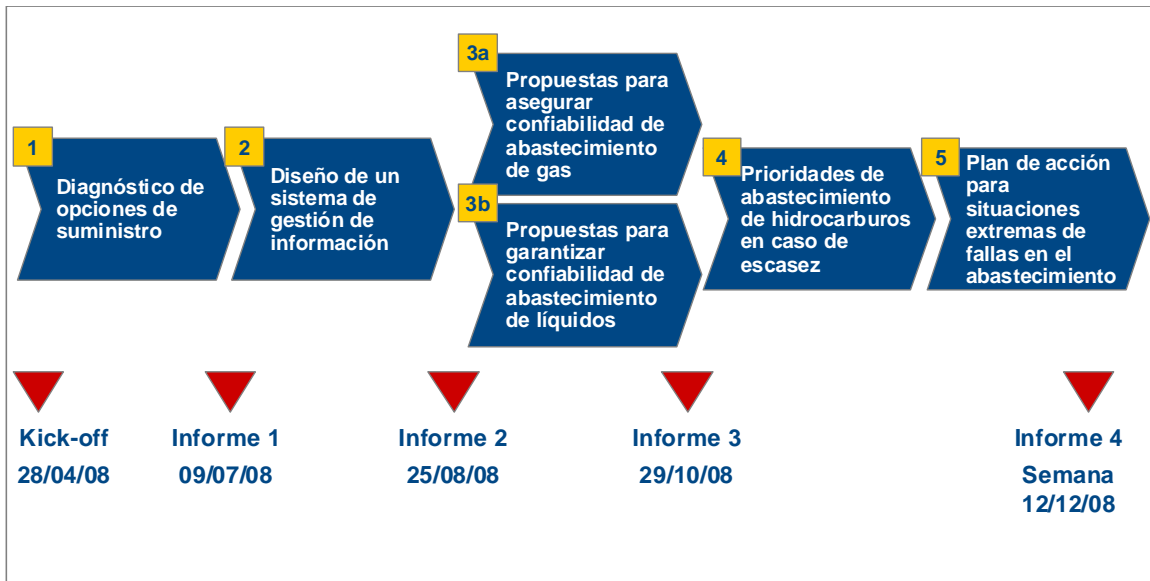 1
Diagnóstico de
opciones de
suministro
2
Diseño de un
sistema de
gestión de
información
3a
Propuestas para
asegurar
confiabilidad de
abastecimiento
de gas
3b
Propuestas para
garantizar
confiabilidad de
abastecimiento
de líquidos
4
Prioridades de
abastecimiento
de hidrocarburos
en caso de
escasez
5
Plan de acción
para
situaciones
extremas de
fallas en el
abastecimiento
Kick-off
28/04/08
Informe 1
09/07/08
Informe 2
25/08/08
Informe 3
29/10/08
Informe 4
Semana
12/12/08